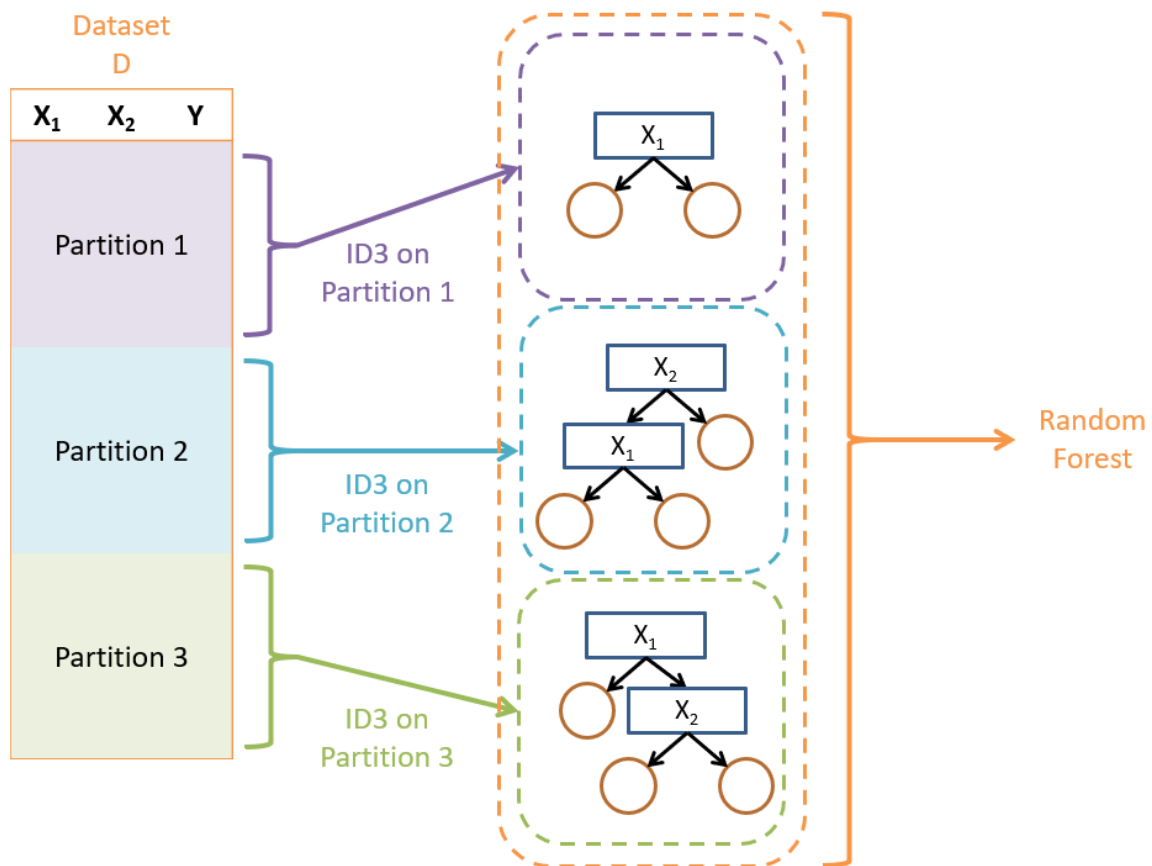 Dataset
D
X₁ X₂ Y
Partition 1
Partition 2
Partition 3
ID3 on
Partition 1
ID3 on
Partition 2
ID3 on
Partition 3
X₁
X₂
X₁
X₁
X₂
Random
Forest